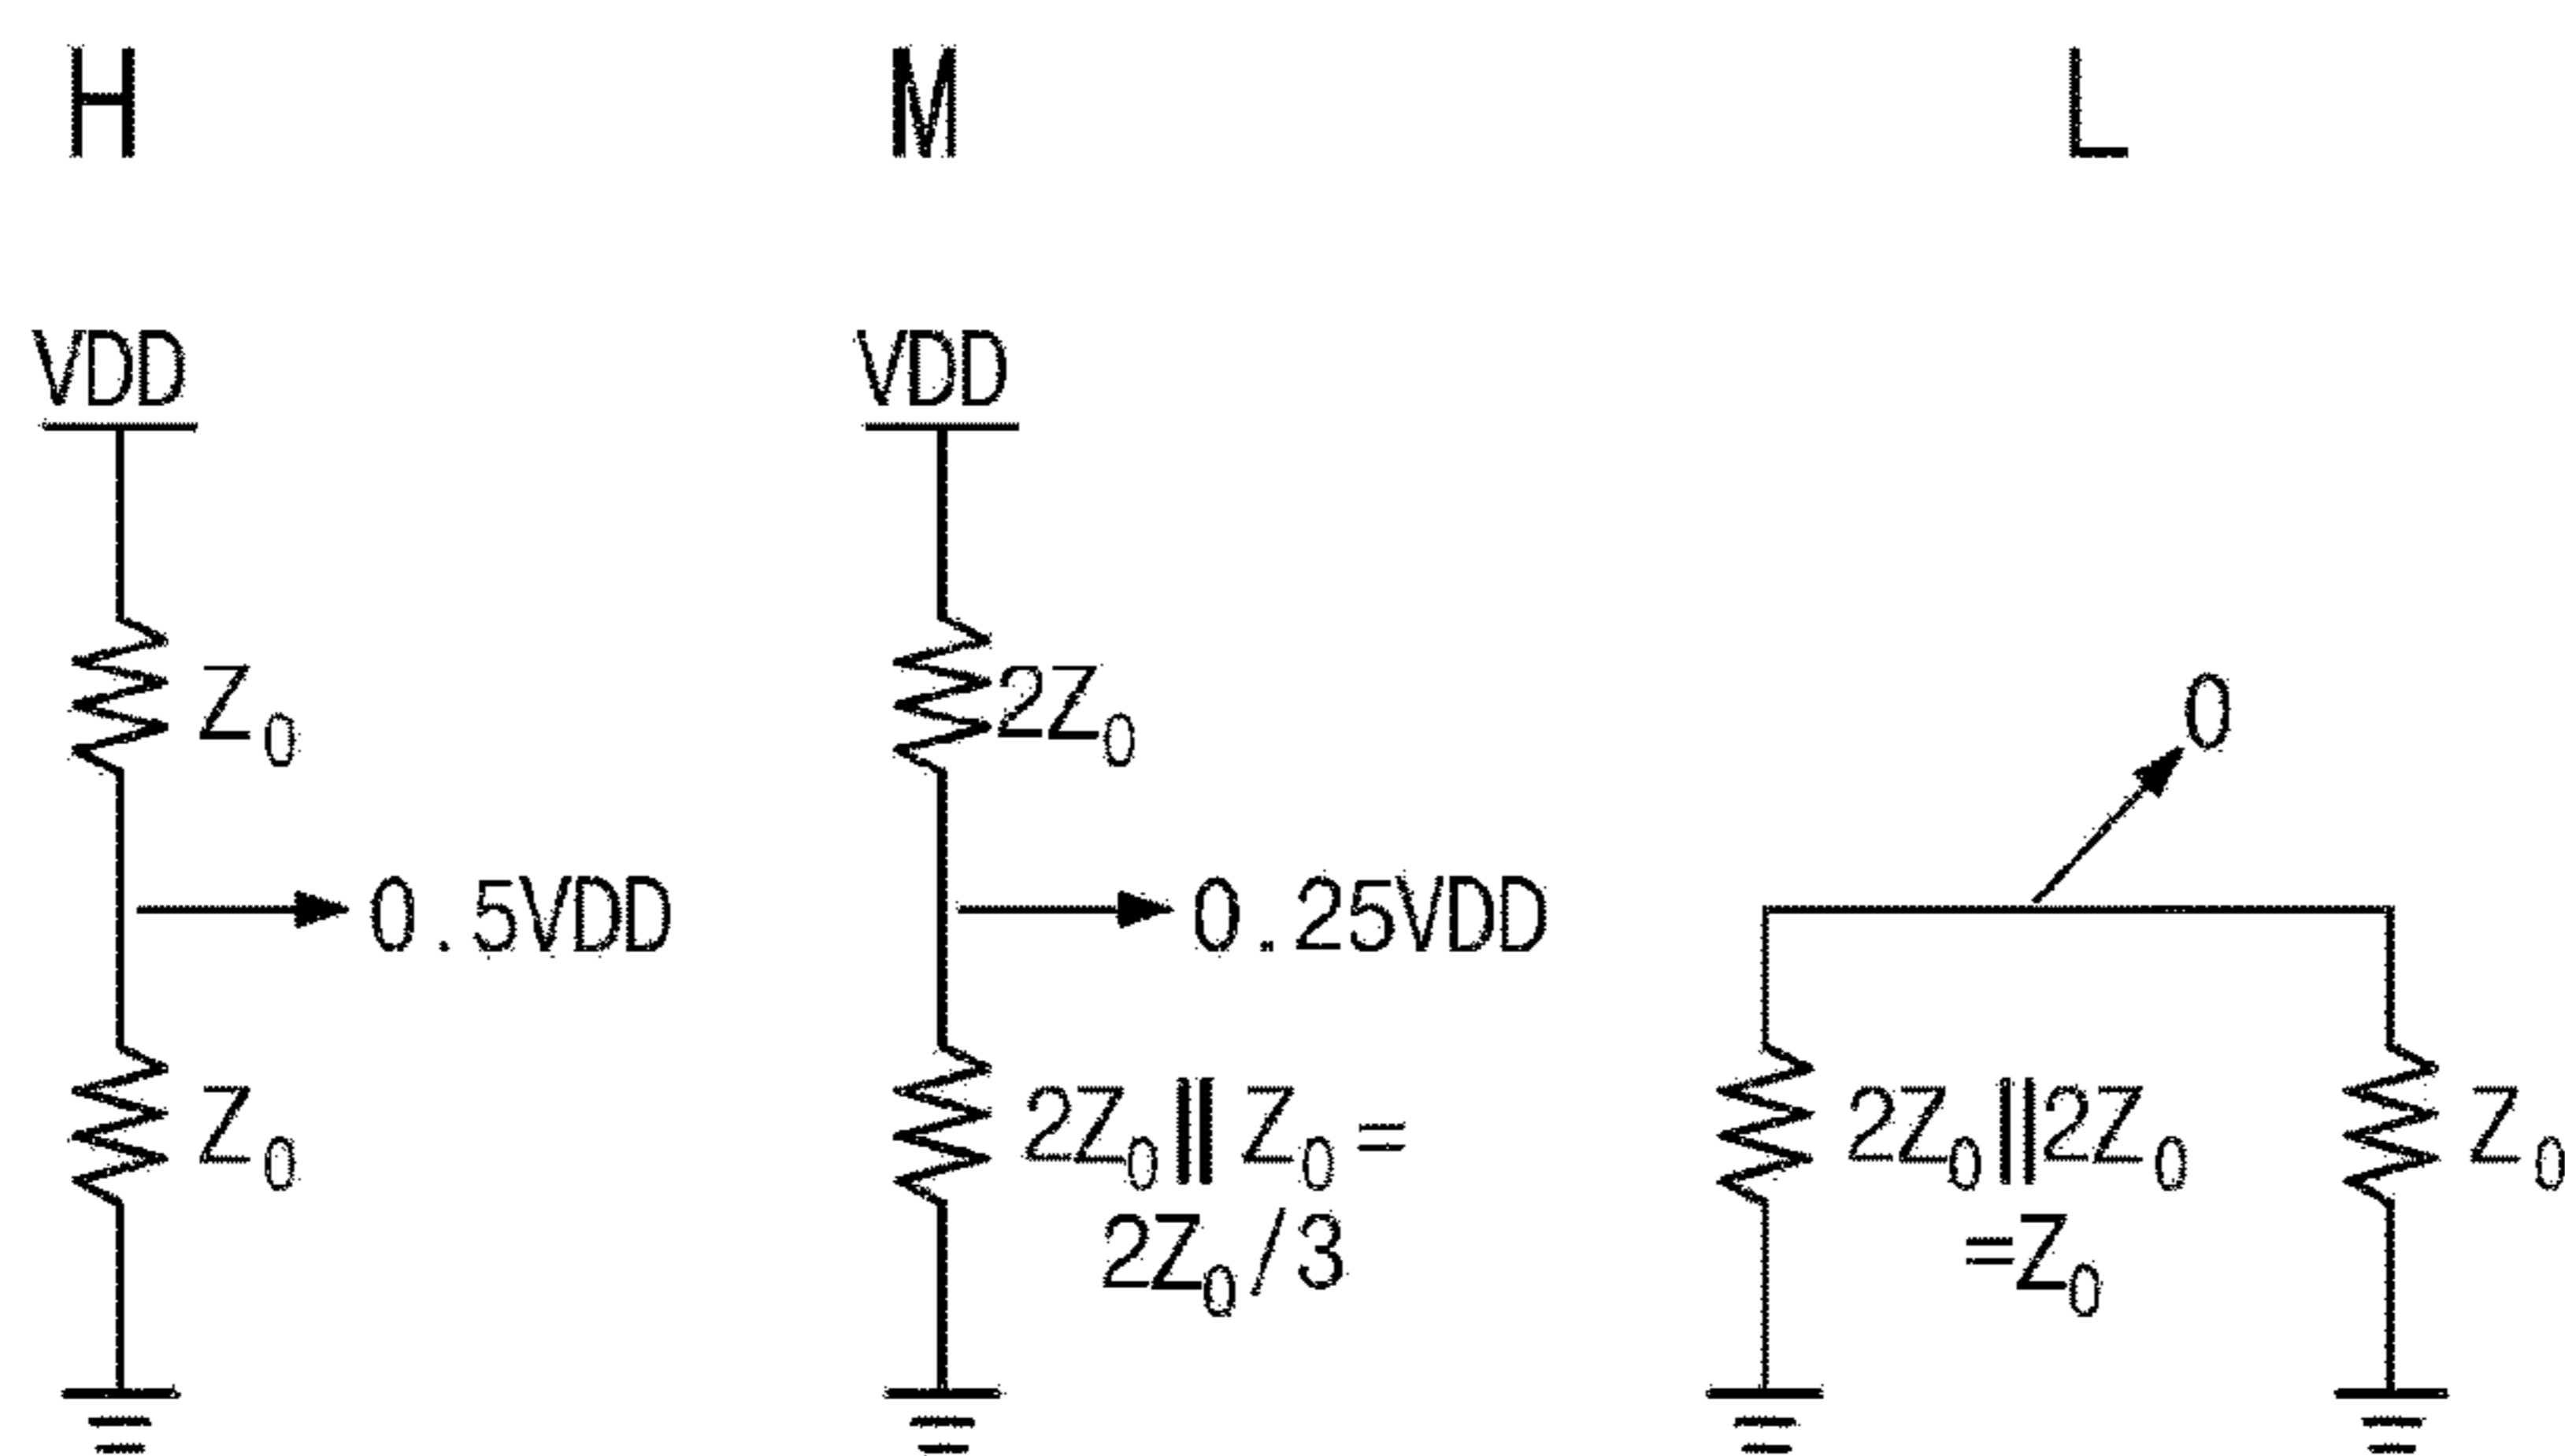 H
M
L
VDD
VDD
Z₀
2Z₀
0
0.5VDD
0.25VDD
Z₀
2Z₀‖Z₀=
2Z₀/3
2Z₀‖2Z₀
=Z₀
Z₀